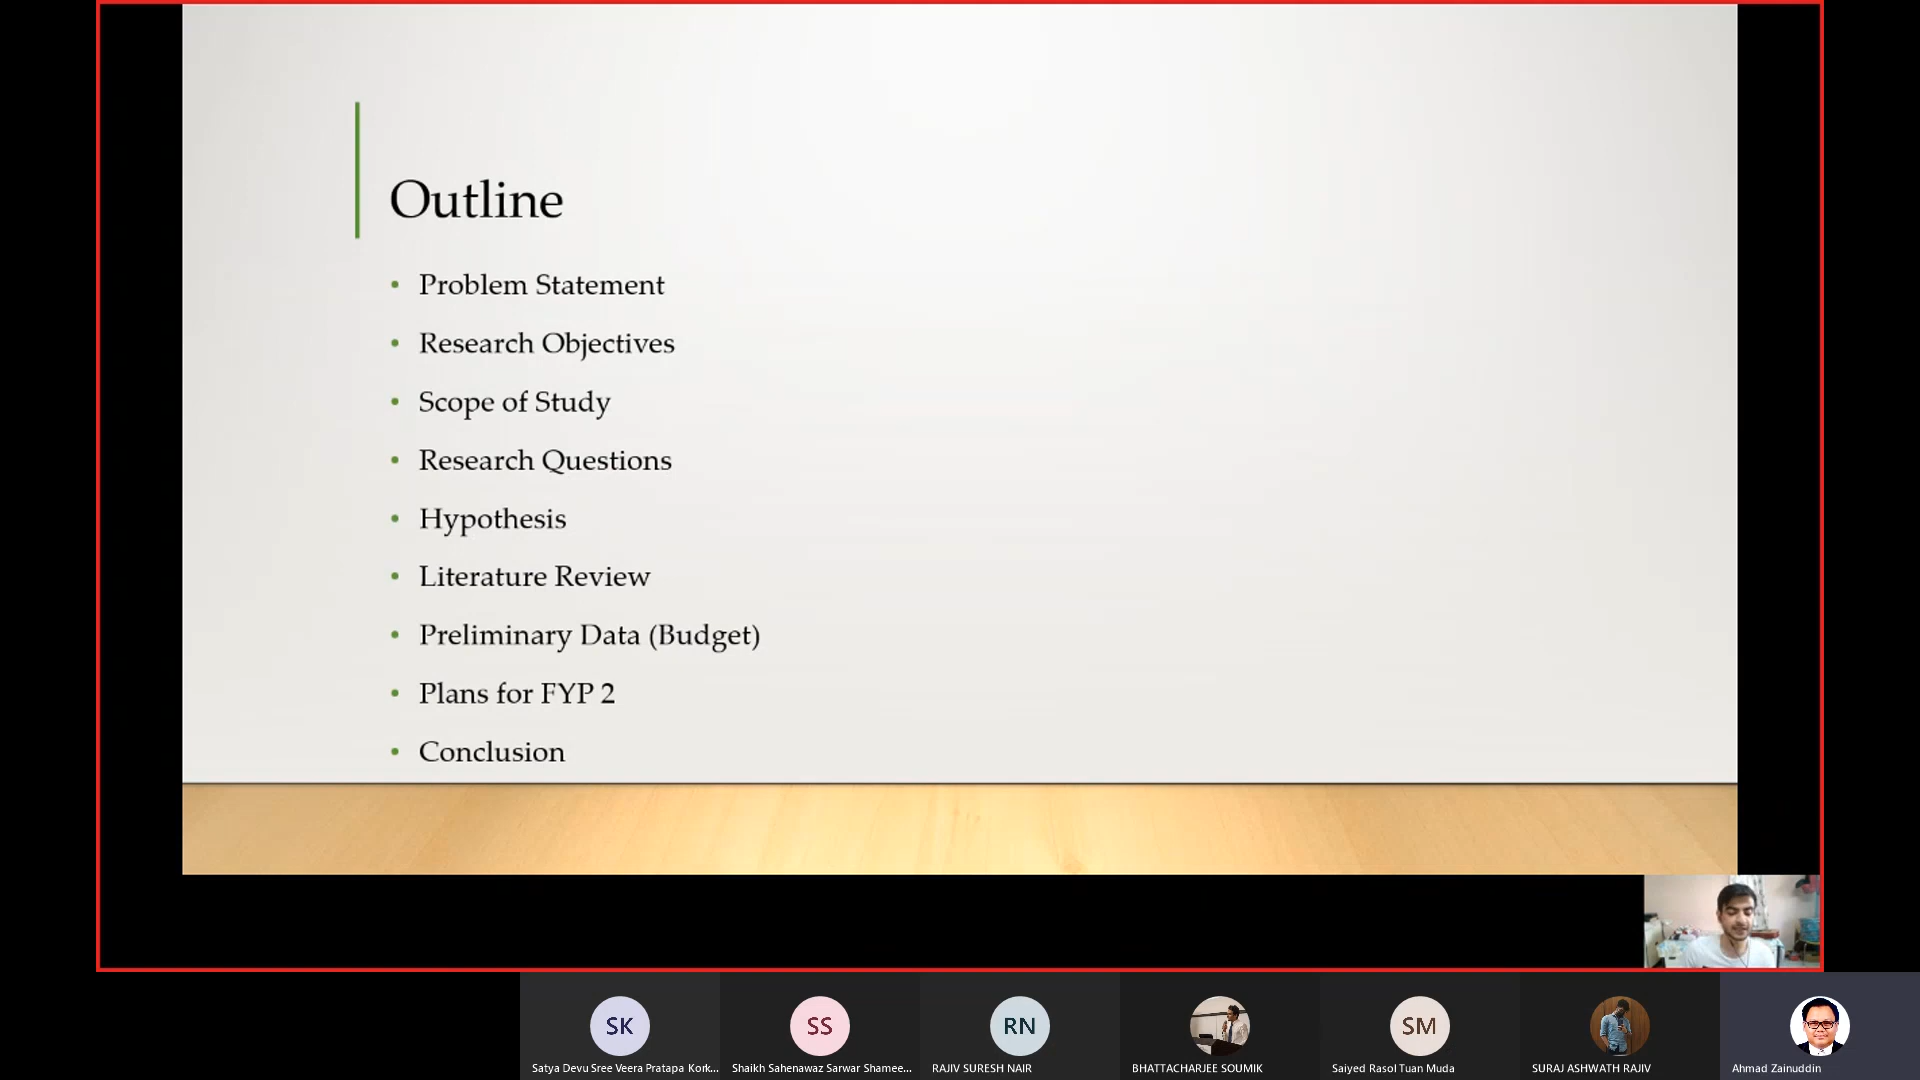 Outline
• Problem Statement
• Research Objectives
• Scope of Study
• Research Questions
• Hypothesis
• Literature Review
• Preliminary Data (Budget)
• Plans for FYP 2
• Conclusion
SK
SS
RN
SM
Satya Devu Sree Veera Pratapa Kork...
Shaikh Sahenawaz Sarwar Shamee...
RAJIV SURESH NAIR
BHATTACHARJEE SOUMIK
Saiyed Rasol Tuan Muda
SURAJ ASHWATH RAJIV
Ahmad Zainuddin